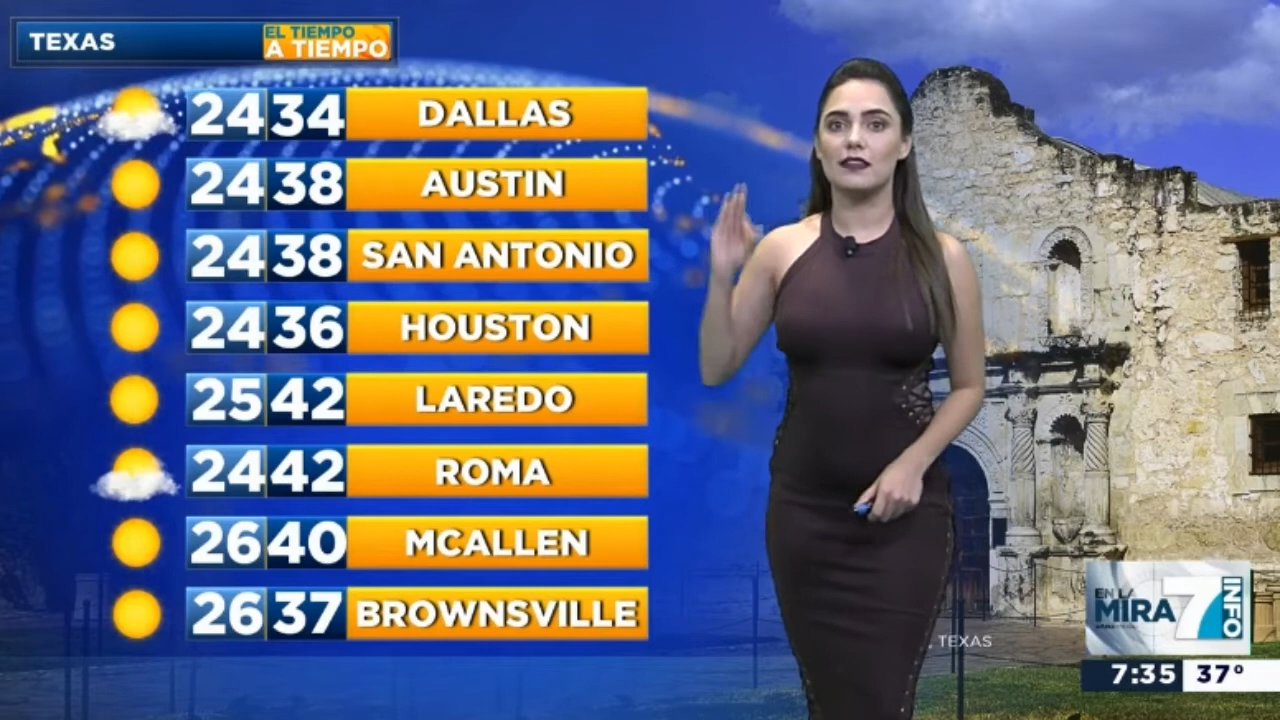 TEXAS
EL TIEMPO
A TIEMPO
24 34 DALLAS
24 38 AUSTIN
24 38 SAN ANTONIO
24 36 HOUSTON
25 42 LAREDO
24 42 ROMA
26 40 MCALLEN
26 37 BROWNSVILLE
TEXAS
EN LA
MIRA 7 INFO
7:35 37°